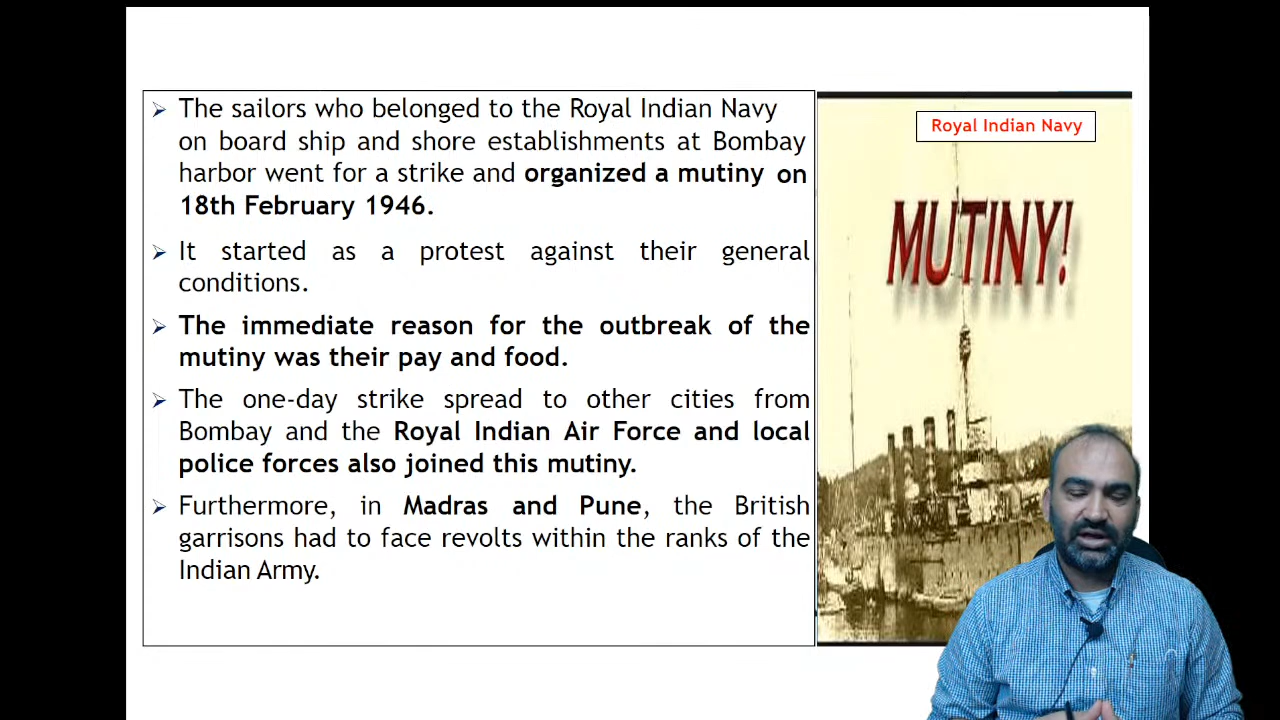 The sailors who belonged to the Royal Indian Navy
on board ship and shore establishments at Bombay
harbor went for a strike and organized a mutiny on
18th February 1946.
It started as a protest against their general
conditions.
The immediate reason for the outbreak of the
mutiny was their pay and food.
The one-day strike spread to other cities from
Bombay and the Royal Indian Air Force and local
police forces also joined this mutiny.
Furthermore, in Madras and Pune, the British
garrisons had to face revolts within the ranks of the
Indian Army.
Royal Indian Navy
MUTINY!